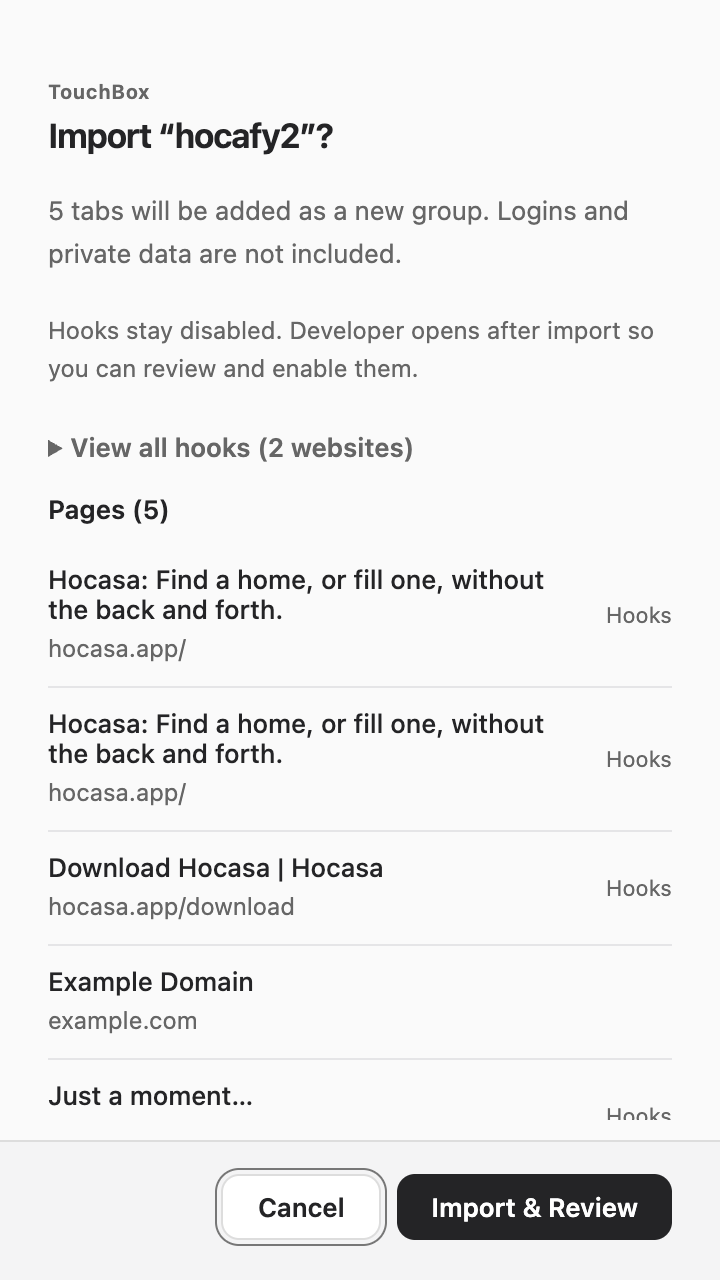 TouchBox
Import “hocafy2”?
5 tabs will be added as a new group. Logins and
private data are not included.
Hooks stay disabled. Developer opens after import so
you can review and enable them.
View all hooks (2 websites)
Pages (5)
Hocasa: Find a home, or fill one, without
the back and forth.
hocasa.app/
Hooks
Hocasa: Find a home, or fill one, without
the back and forth.
hocasa.app/
Hooks
Download Hocasa | Hocasa
hocasa.app/download
Hooks
Example Domain
example.com
Just a moment...
Hooks
Cancel
Import & Review